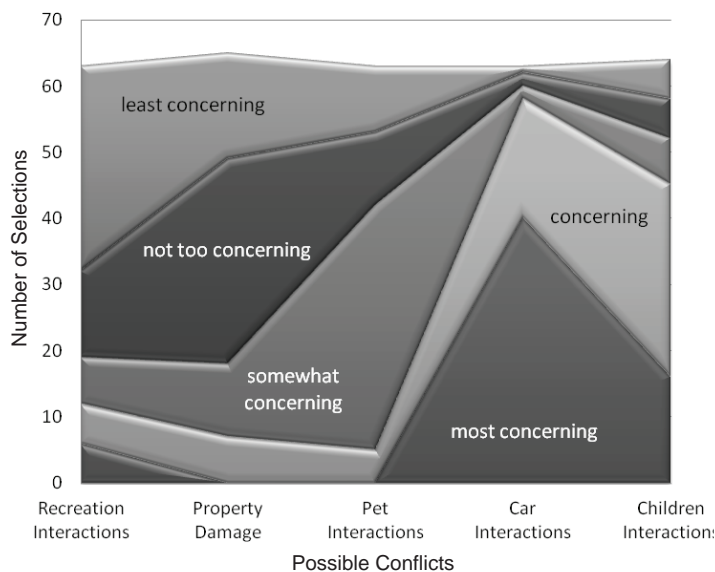 70
60
50
40
30
20
10
0
Number of Selections
least concerning
not too concerning
somewhat
concerning
concerning
most concerning
Recreation
Interactions
Property
Damage
Pet
Interactions
Car
Interactions
Children
Interactions
Possible Conflicts